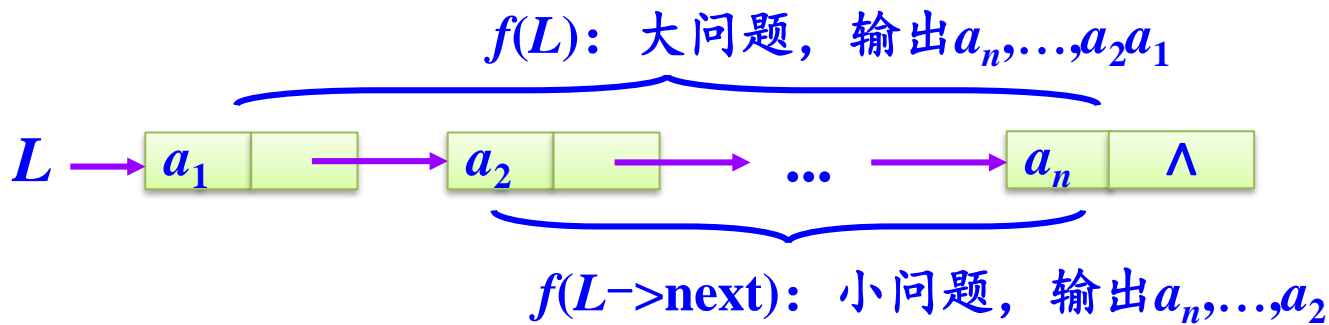 f(L)：大问题，输出aₙ,…,a₂a₁
L a₁ a₂ ... aₙ ∧
f(L->next)：小问题，输出aₙ,…,a₂